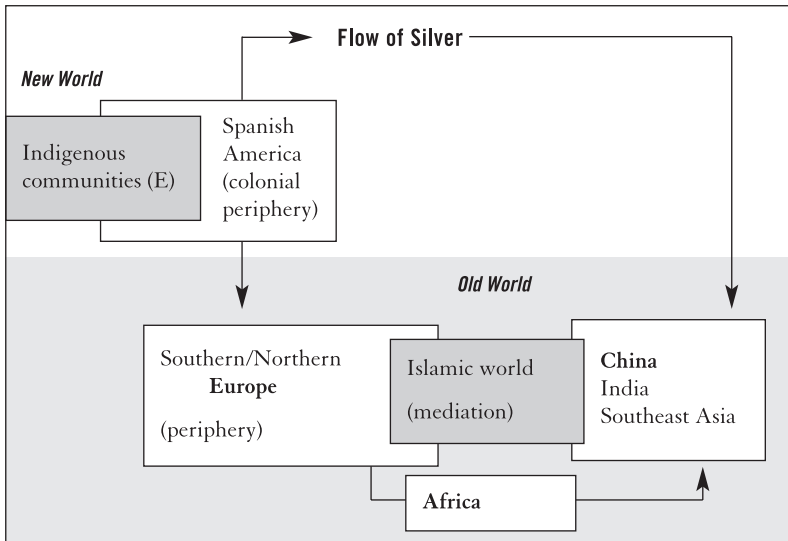 Flow of Silver
New World
Indigenous
communities (E)
Spanish
America
(colonial
periphery)
Old World
Southern/Northern
Europe
(periphery)
Islamic world
(mediation)
China
India
Southeast Asia
Africa